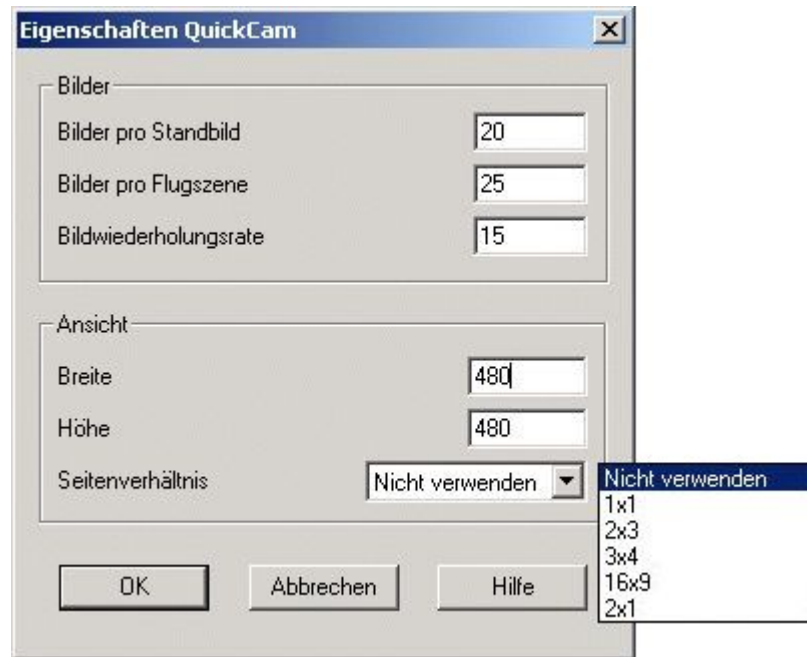 Eigenschaften QuickCam
Bilder
Bilder pro Standbild 20
Bilder pro Flugszene 25
Bildwiederholungsrate 15
Ansicht
Breite 480
Höhe 480
Seitenverhältnis Nicht verwenden
Nicht verwenden
1x1
2x3
3x4
16x9
2x1
OK Abbrechen Hilfe